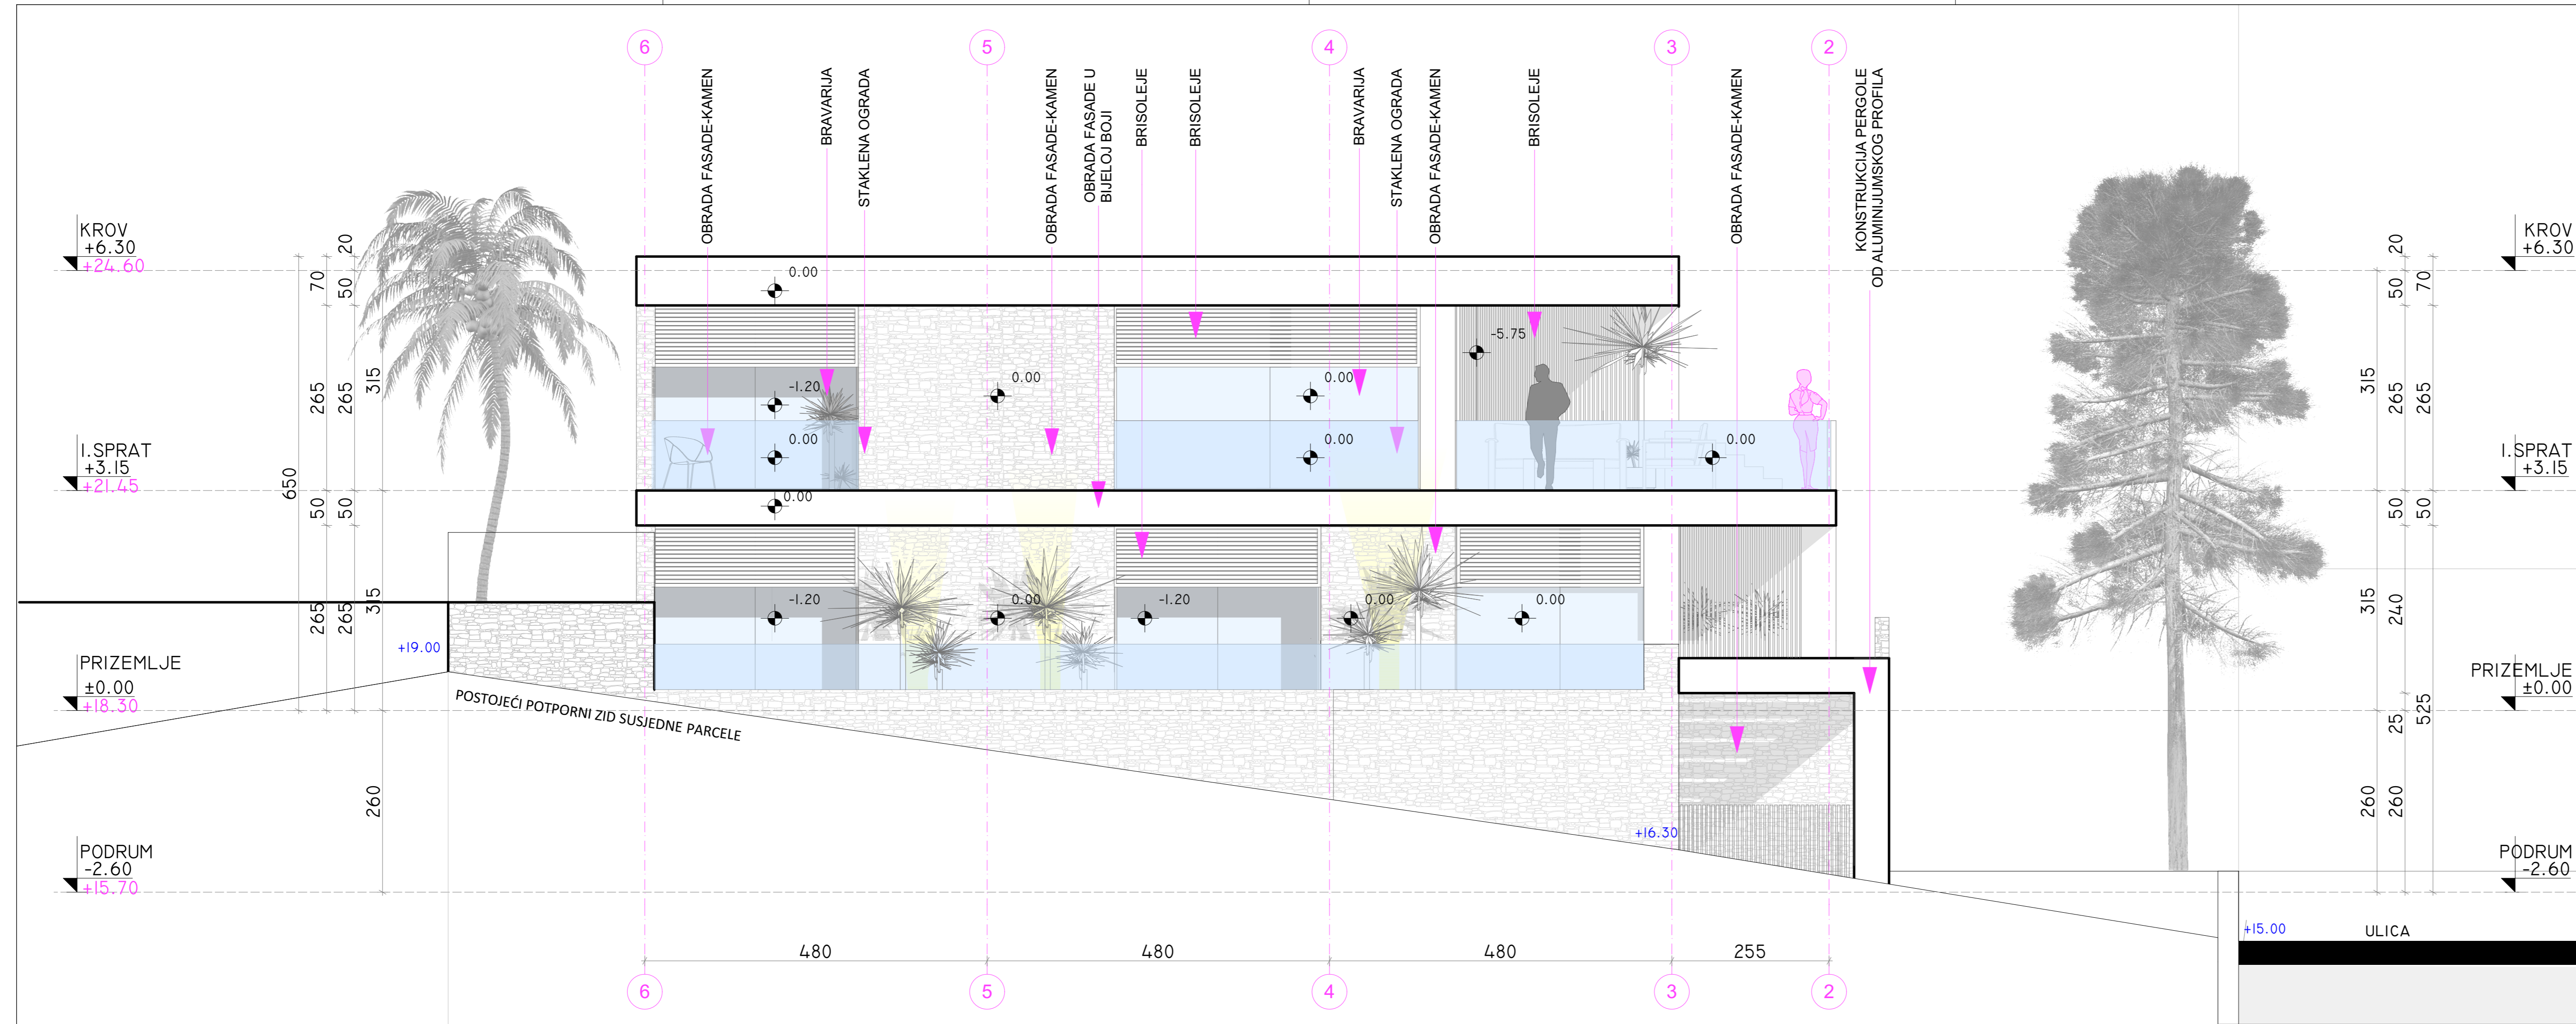 6
5
4
3
2
OBRADA FASADE-KAMEN
BRAVARIJA
STAKLENA OGRADA
OBRADA FASADE-KAMEN
OBRADA FASADE U
BIJELOJ BOJI
BRISOLEJE
BRISOLEJE
BRAVARIJA
STAKLENA OGRADA
OBRADA FASADE-KAMEN
BRISOLEJE
OBRADA FASADE-KAMEN
KONSTRUKCIJA PERGOLE
OD ALUMINIJUMSKOG PROFILA
KROV
+6.30
+24.60
I.SPRAT
+3.15
+21.45
PRIZEMLJE
±0.00
+18.30
PODRUM
-2.60
+15.70
650
70
265
50
265
20
50
265
50
265
315
315
260
0.00
-1.20
0.00
0.00
0.00
0.00
-5.75
0.00
0.00
-1.20
0.00
-1.20
0.00
0.00
+19.00
POSTOJEĆI POTPORNI ZID SUSJEDNE PARCELE
+16.30
KROV
+6.30
I.SPRAT
+3.15
PRIZEMLJE
±0.00
PODRUM
-2.60
315
315
260
20
50
265
50
240
25
260
70
265
50
525
+15.00
ULICA
480
480
480
255
6
5
4
3
2